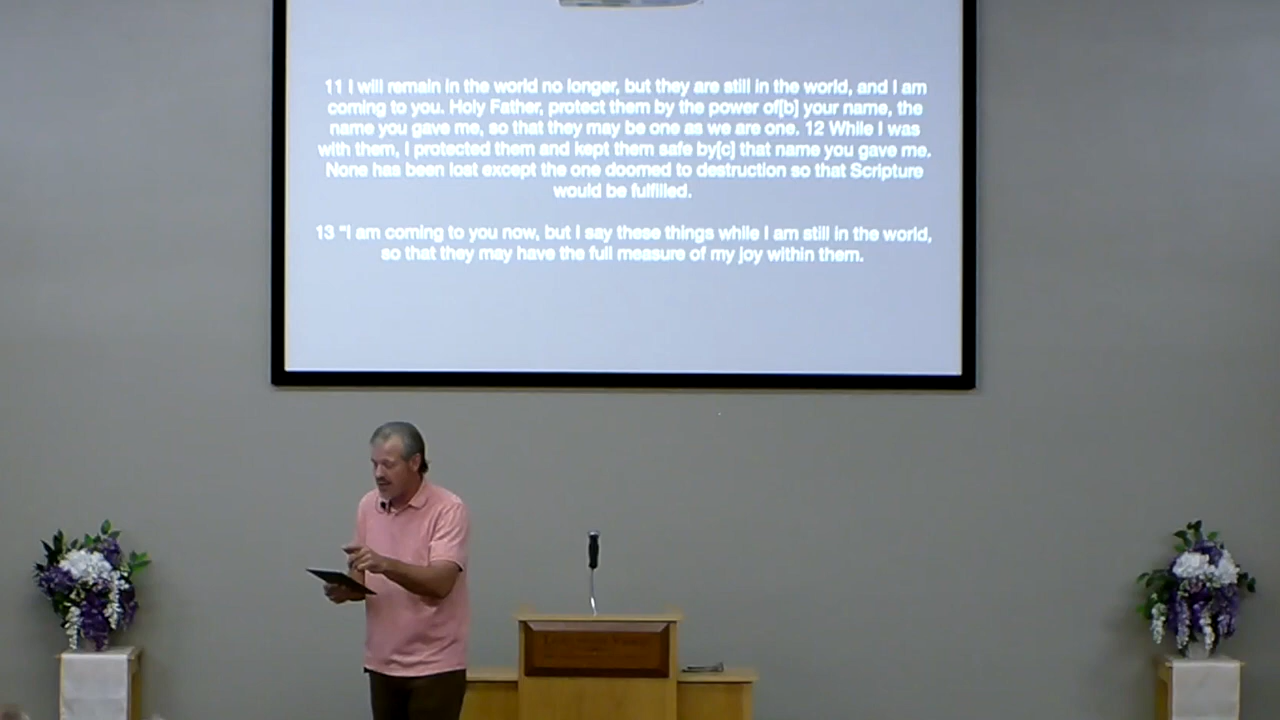 11 I will remain in the world no longer, but they are still in the world, and I am
coming to you. Holy Father, protect them by the power of[b] your name, the
name you gave me, so that they may be one as we are one. 12 While I was
with them, I protected them and kept them safe by[c] that name you gave me.
None has been lost except the one doomed to destruction so that Scripture
would be fulfilled.
13 “I am coming to you now, but I say these things while I am still in the world,
so that they may have the full measure of my joy within them.